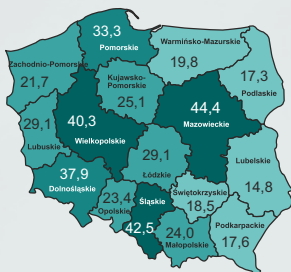 33,3
Pomorskie
Warmińsko-Mazurskie
19,8
Zachodnio-Pomorskie
21,7
Kujawsko-
Pomorskie
25,1
17,3
Podlaskie
44,4
Mazowieckie
29,1
Lubuskie
40,3
Wielkopolskie
29,1
Łódzkie
Lubelskie
14,8
37,9
Dolnośląskie
23,4
Opolskie
Śląskie
42,5
Świętokrzyskie
18,5
24,0
Małopolskie
Podkarpackie
17,6